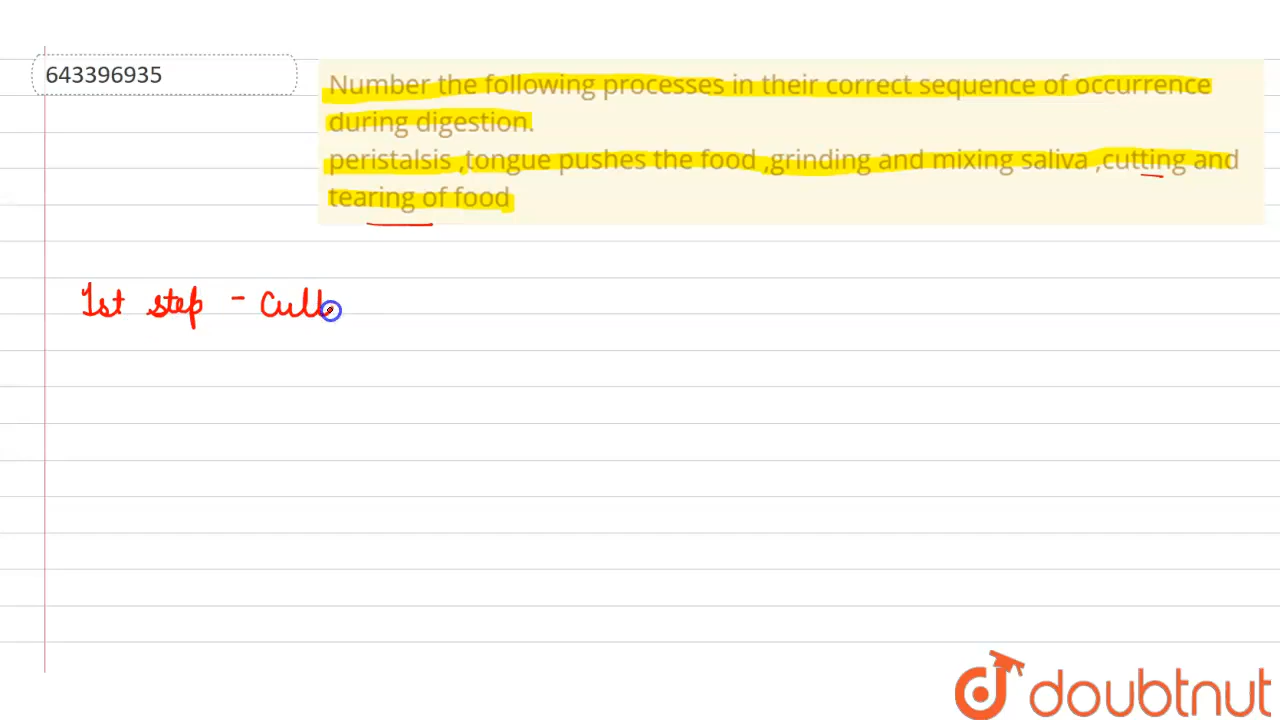 643396935
Number the following processes in their correct sequence of occurrence
during digestion.
peristalsis ,tongue pushes the food ,grinding and mixing saliva ,cutting and
tearing of food
1st step -
doubtnut